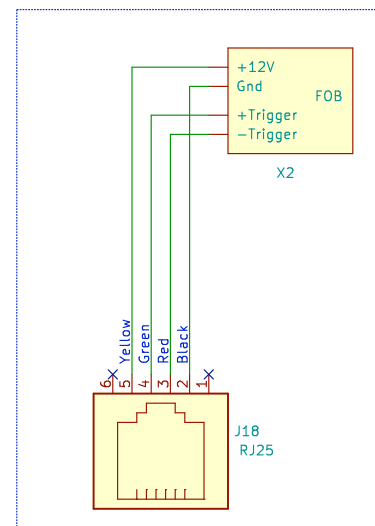 +12V
Gnd
FOB
+Trigger
-Trigger
X2
Yellow
Green
Red
Black
6
5
4
3
2
1
J18
RJ25